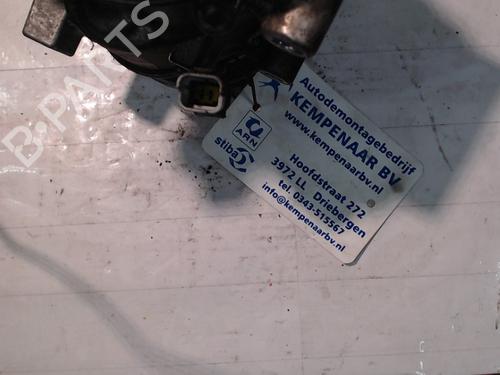 B-PARTS
Autodemontagebedrijf
KEMPENAAR BV
www.kempenaarbv.nl
ARN
stiba
Hoofdstraat 272
3972 LL Driebergen
tel. 0343-515567
info@kempenaarbv.nl